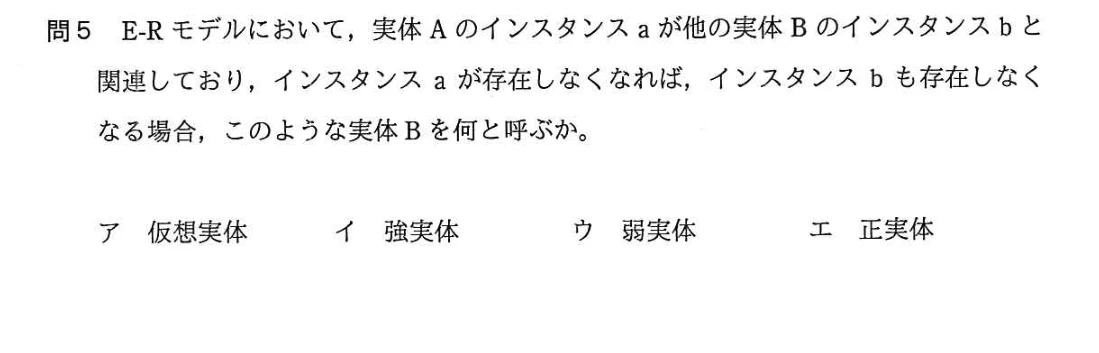 問5 E-R モデルにおいて，実体 A のインスタンス a が他の実体 B のインスタンス b と
関連しており，インスタンス a が存在しなくなれば，インスタンス b も存在しなく
なる場合，このような実体 B を何と呼ぶか。
ア 仮想実体 イ 強実体 ウ 弱実体 エ 正実体